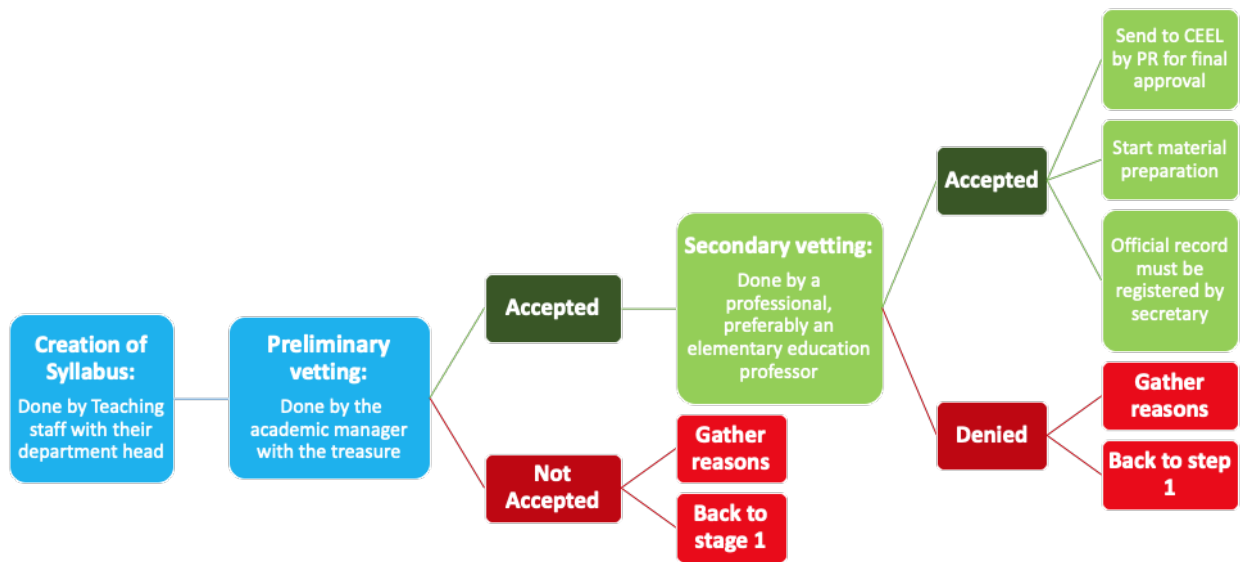 Creation of
Syllabus:
Done by Teaching
staff with their
department head
Preliminary
vetting:
Done by the
academic manager
with the treasure
Accepted
Not
Accepted
Secondary vetting:
Done by a
professional,
preferably an
elementary education
professor
Gather
reasons
Back to
stage 1
Accepted
Denied
Send to CEEL
by PR for final
approval
Start material
preparation
Official record
must be
registered by
secretary
Gather
reasons
Back to step
1